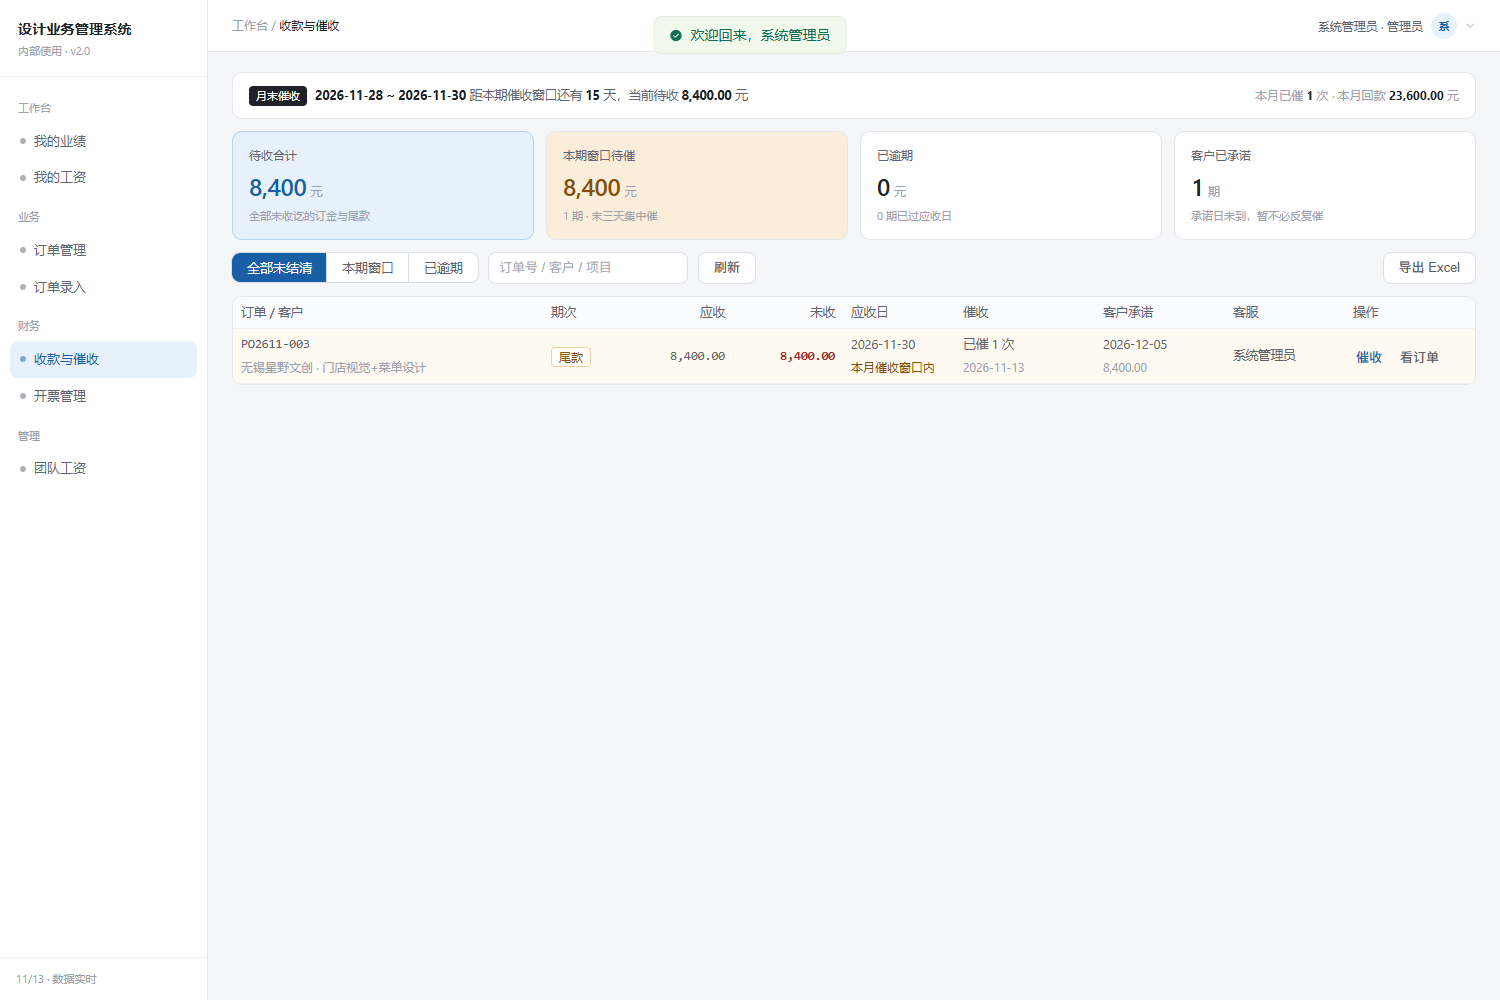 设计业务管理系统
内部使用 · v2.0
工作台
我的业绩
我的工资
业务
订单管理
订单录入
财务
收款与催收
开票管理
管理
团队工资
11/13 · 数据实时
工作台 / 收款与催收
欢迎回来，系统管理员
系统管理员 · 管理员
系
月末催收 2026-11-28 ~ 2026-11-30 距本期催收窗口还有 15 天，当前待收 8,400.00 元
本月已催 1 次 · 本月回款 23,600.00 元
待收合计
8,400 元
全部未收讫的订金与尾款
本期窗口待催
8,400 元
1 期 · 末三天集中催
已逾期
0 元
0 期已过应收日
客户已承诺
1 期
承诺日未到，暂不必反复催
全部未结清 本期窗口 已逾期 订单号 / 客户 / 项目 刷新 导出 Excel
订单 / 客户 期次 应收 未收 应收日 催收 客户承诺 客服 操作
PO2611-003
无锡星野文创 · 门店视觉+菜单设计
尾款
8,400.00
8,400.00
2026-11-30
本月催收窗口内
已催 1 次
2026-11-13
2026-12-05
8,400.00
系统管理员
催收 看订单